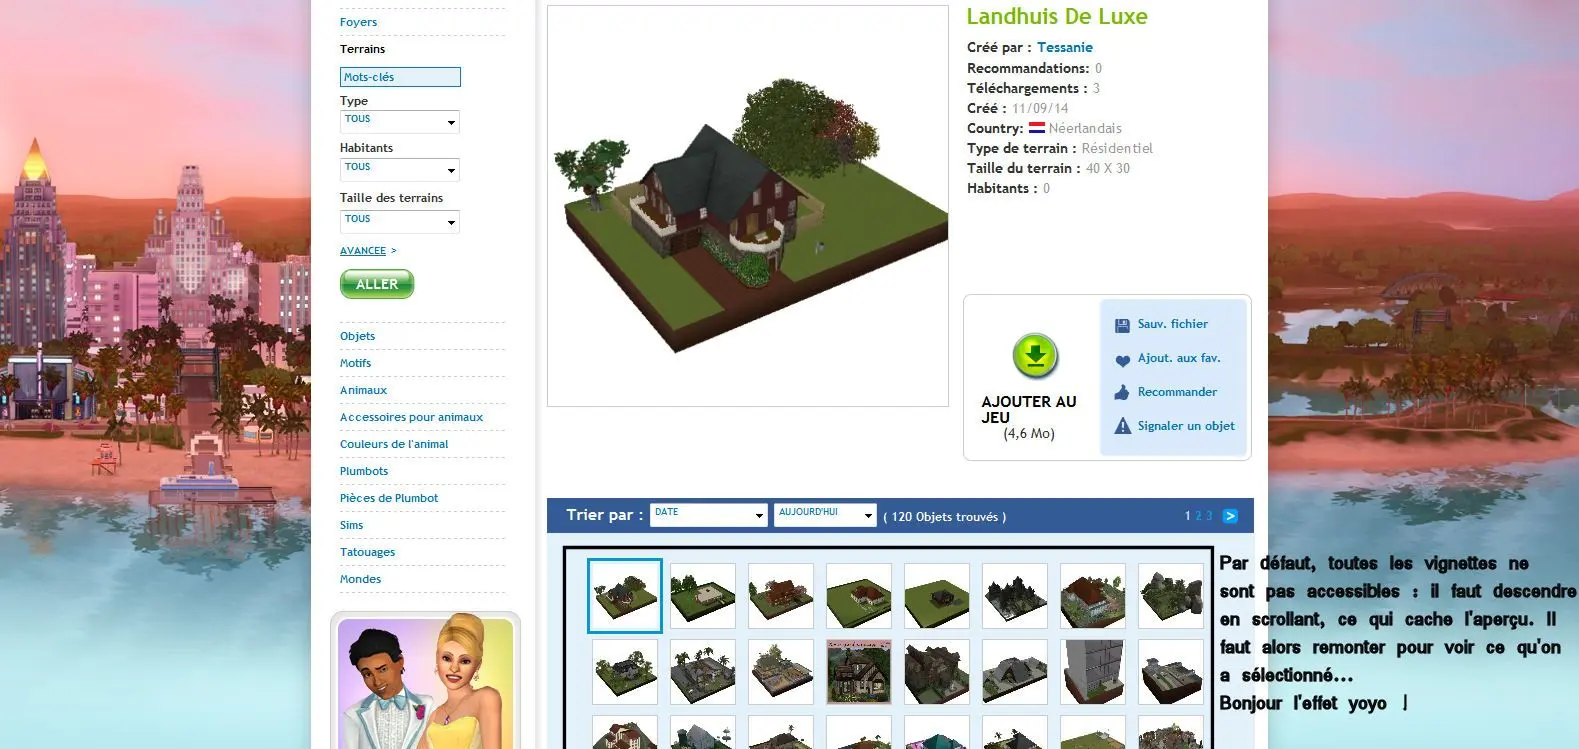 Foyers
Terrains
Mots-clés
Type
TOUS
Habitants
TOUS
Taille des terrains
TOUS
AVANCEE >
ALLER
Objets
Motifs
Animaux
Accessoires pour animaux
Couleurs de l'animal
Plumbots
Pièces de Plumbot
Sims
Tatouages
Mondes
Landhuis De Luxe
Créé par : Tessanie
Recommandations: 0
Téléchargements : 3
Créé : 11/09/14
Country: Néerlandais
Type de terrain : Résidentiel
Taille du terrain : 40 X 30
Habitants : 0
AJOUTER AU
JEU
(4,6 Mo)
Sauv. fichier
Ajout. aux fav.
Recommander
Signaler un objet
Trier par : DATE AUJOURD'HUI ( 120 Objets trouvés ) 1 2 3 >
Par défaut, toutes les vignettes ne
sont pas accessibles : il faut descendre
en scrollant, ce qui cache l'aperçu. Il
faut alors remonter pour voir ce qu'on
a sélectionné...
Bonjour l'effet yoyo !